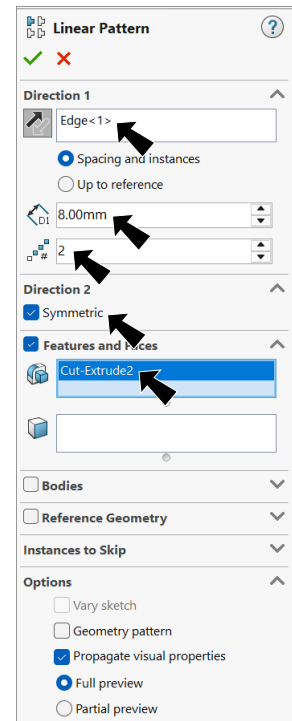 Linear Pattern
?
Direction 1
Edge<1>
Spacing and instances
Up to reference
D1 8.00mm
# 2
Direction 2
Symmetric
Features and Faces
Cut-Extrude2
Bodies
Reference Geometry
Instances to Skip
Options
Vary sketch
Geometry pattern
Propagate visual properties
Full preview
Partial preview